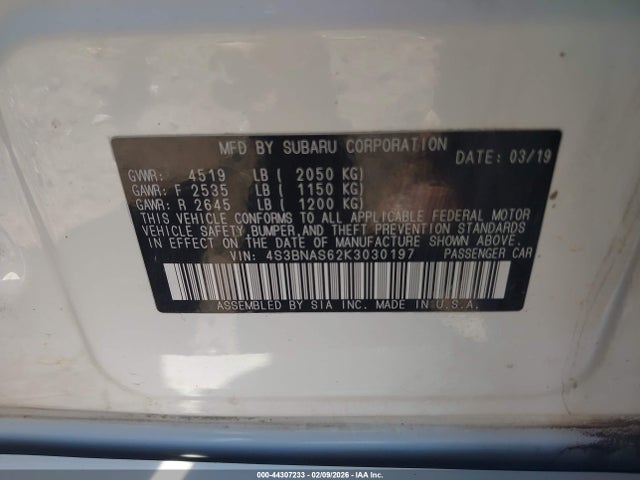 MFD BY SUBARU CORPORATION
DATE: 03/19
GVWR: 4519 LB ( 2050 KG)
GAWR: F 2535 LB ( 1150 KG)
GAWR: R 2645 LB ( 1200 KG)
THIS VEHICLE CONFORMS TO ALL APPLICABLE FEDERAL MOTOR
VEHICLE SAFETY,BUMPER,AND THEFT PREVENTION STANDARDS
IN EFFECT ON THE DATE OF MANUFACTURE SHOWN ABOVE.
VIN: 4S3BNAS62K3030197 PASSENGER CAR
ASSEMBLED BY SIA INC. MADE IN U.S.A.
000-44307233 - 02/09/2026 - IAA Inc.